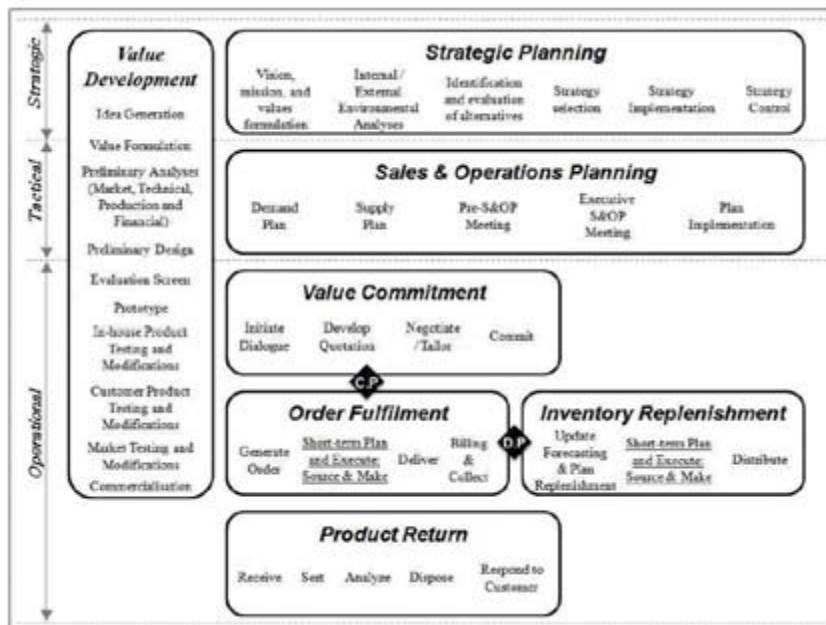 Strategic
Tactical
Operational
Value
Development
Idea Generation
Value Formulation
Preliminary Analyses
(Market, Technical,
Production and
Financial)
Preliminary Design
Evaluation Screen
Prototype
In-house Product
Testing and
Modifications
Customer Product
Testing and
Modifications
Market Testing and
Modifications
Commercialisation
Strategic Planning
Vision,
mission, and
values
formulation
Internal /
External
Environmental
Analyses
Identification
and evaluation
of alternatives
Strategy
selection
Strategy
Implementation
Strategy
Control
Sales & Operations Planning
Demand
Plan
Supply
Plan
Pre-S&OP
Meeting
Executive
S&OP
Meeting
Plan
Implementation
Value Commitment
Initiate
Dialogue
Develop
Quotation
Negotiate
/Tailor
Commit
C.P
Order Fulfilment
Generate
Order
Short-term Plan
and Execute:
Source & Make
Deliver
Billing
&
Collect
D.P
Inventory Replenishment
Update
Forecasting
& Plan
Replenishment
Short-term Plan
and Execute:
Source & Make
Distribute
Product Return
Receive
Sort
Analyze
Dispose
Respond to
Customer